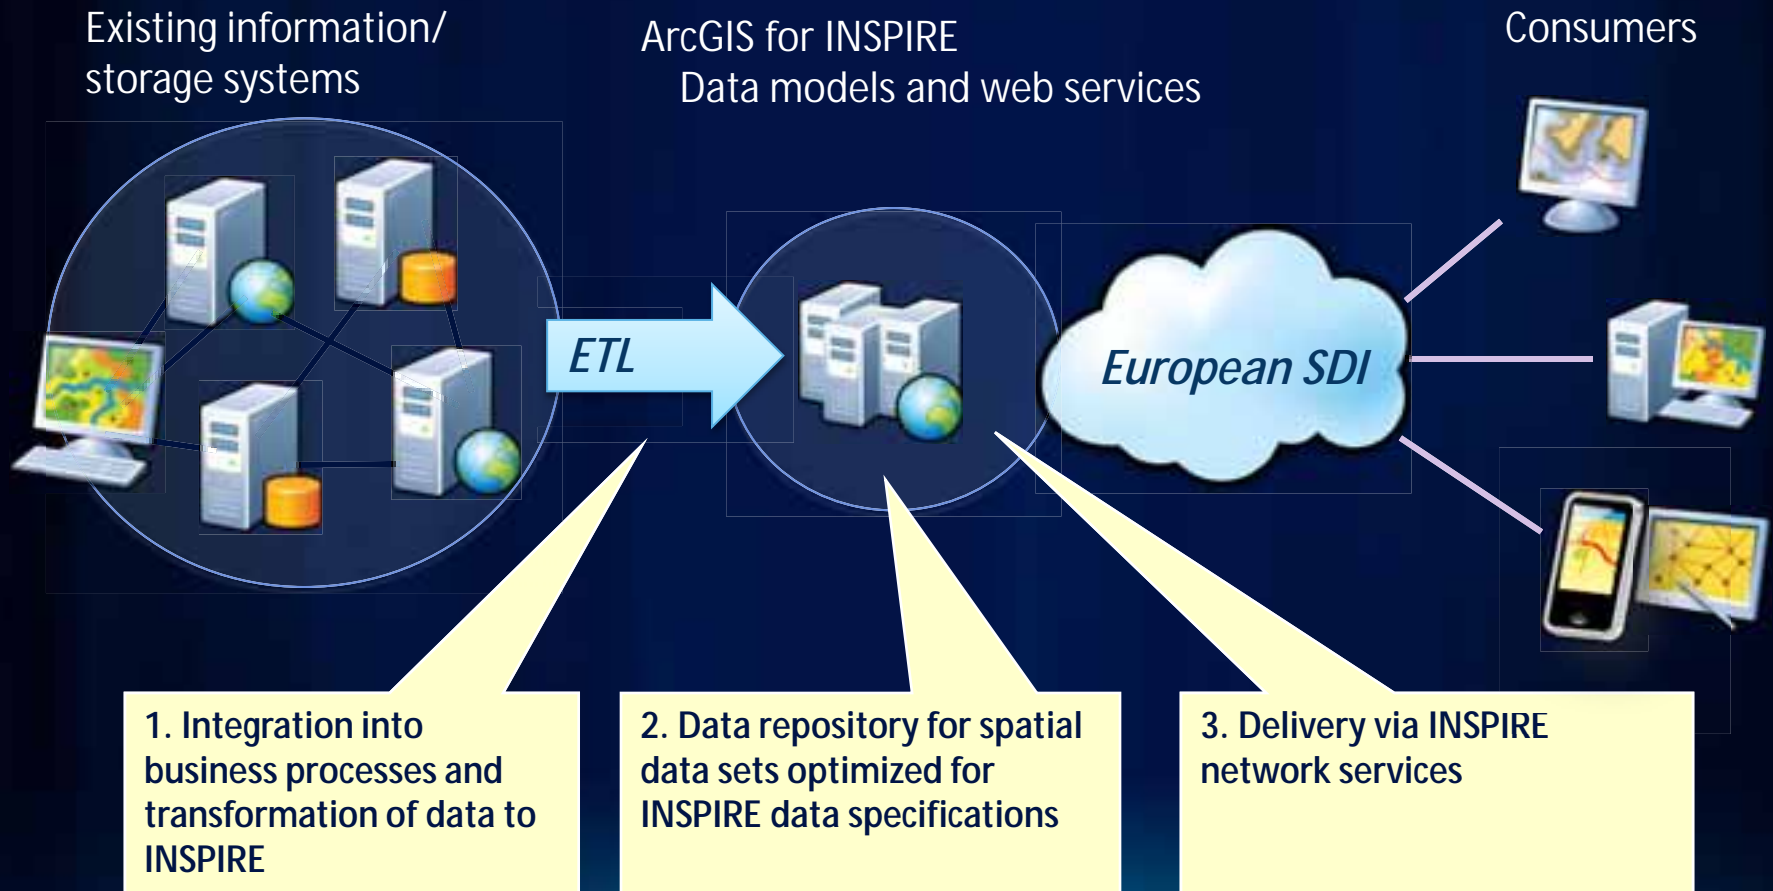 Existing information/
storage systems
ArcGIS for INSPIRE
Data models and web services
Consumers
ETL
European SDI
1. Integration into
business processes and
transformation of data to
INSPIRE
2. Data repository for spatial
data sets optimized for
INSPIRE data specifications
3. Delivery via INSPIRE
network services